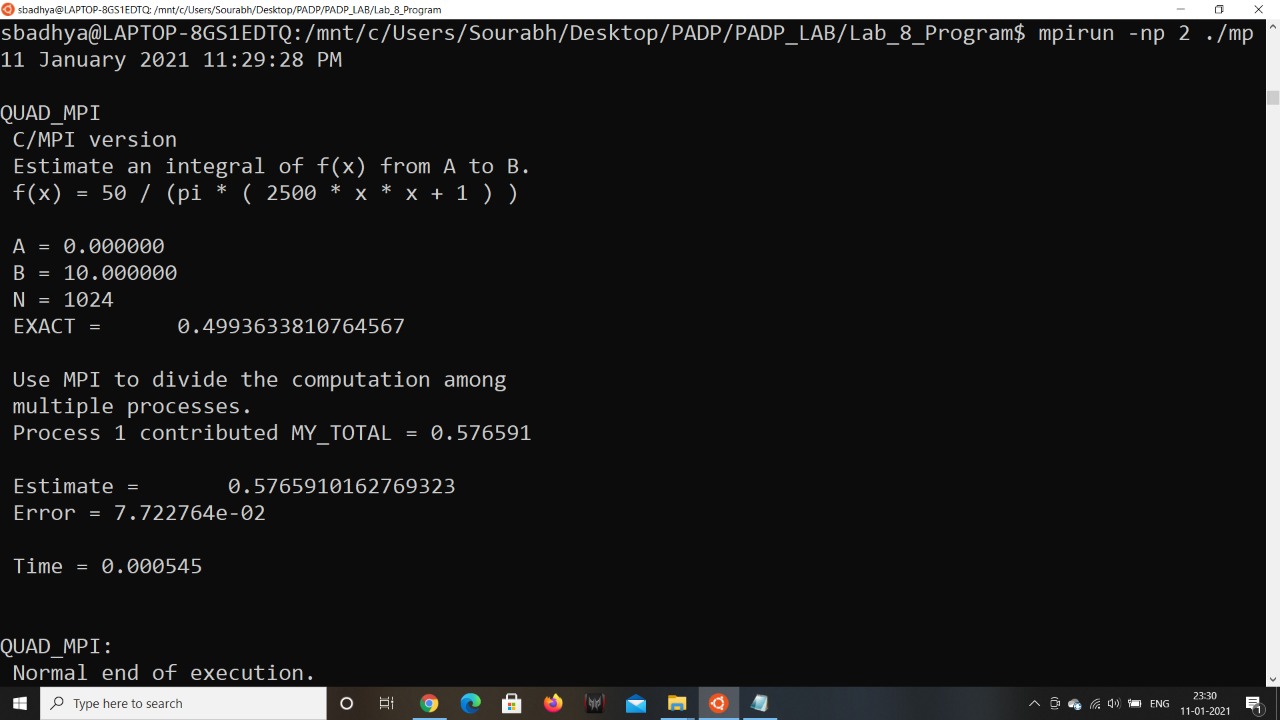 sbadhya@LAPTOP-8GS1EDTQ: /mnt/c/Users/Sourabh/Desktop/PADP/PADP_LAB/Lab_8_Program
sbadhya@LAPTOP-8GS1EDTQ:/mnt/c/Users/Sourabh/Desktop/PADP/PADP_LAB/Lab_8_Program$ mpirun -np 2 ./mp
11 January 2021 11:29:28 PM
QUAD_MPI
C/MPI version
Estimate an integral of f(x) from A to B.
f(x) = 50 / (pi * ( 2500 * x * x + 1 ) )
A = 0.000000
B = 10.000000
N = 1024
EXACT = 0.4993633810764567
Use MPI to divide the computation among
multiple processes.
Process 1 contributed MY_TOTAL = 0.576591
Estimate = 0.5765910162769323
Error = 7.722764e-02
Time = 0.000545
QUAD_MPI:
Normal end of execution.
Type here to search
ENG
23:30
11-01-2021
1